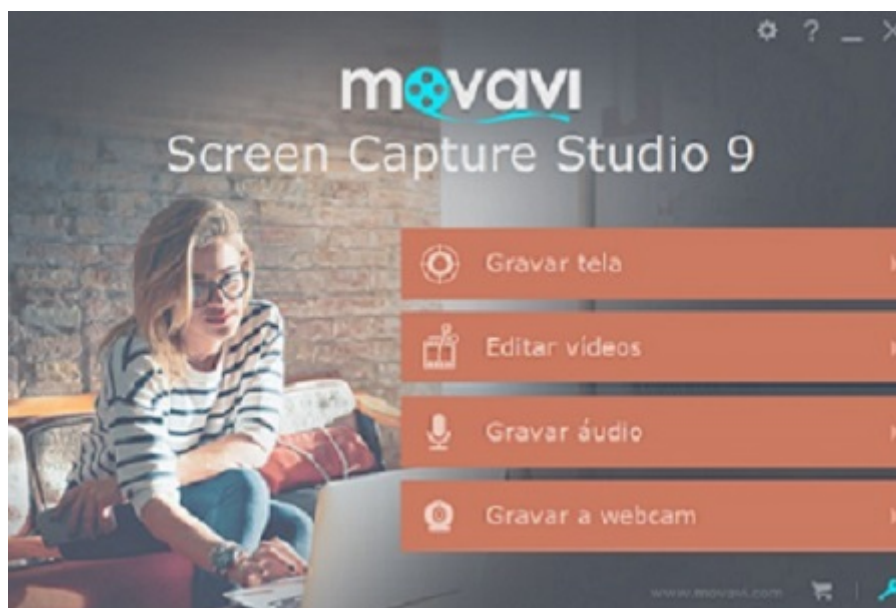 ?
movavi
Screen Capture Studio 9
Gravar tela
Editar vídeos
Gravar áudio
Gravar a webcam
www.movavi.com